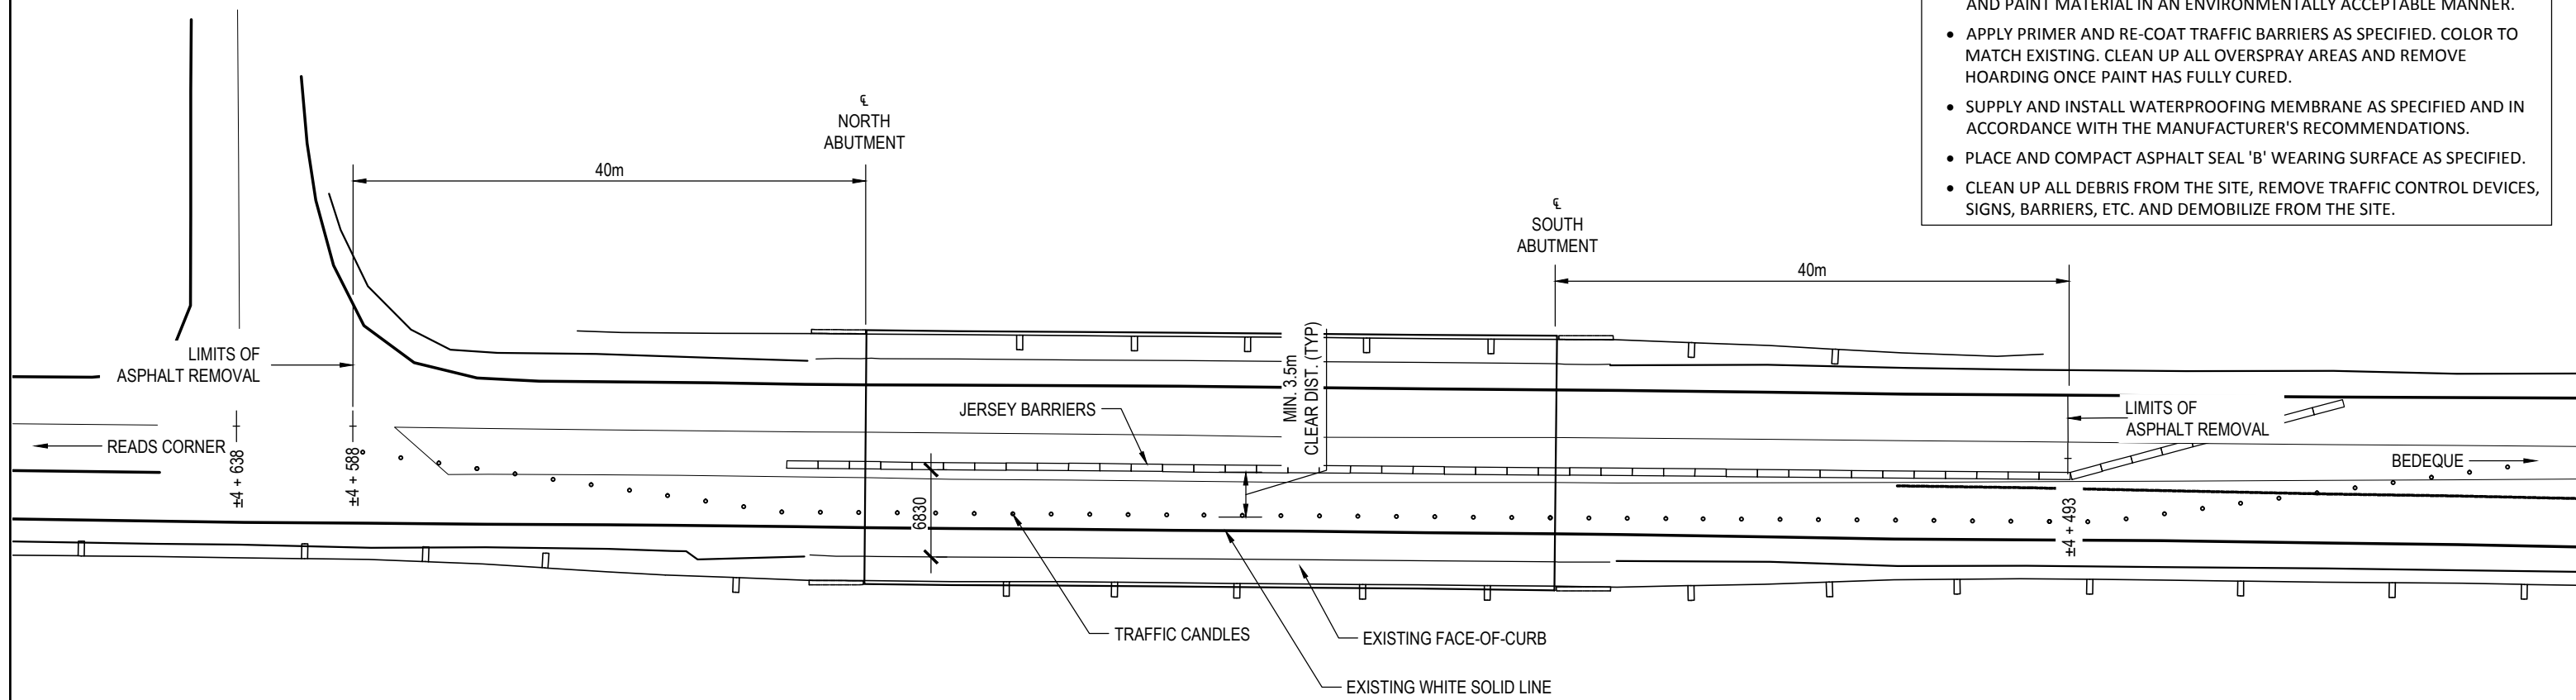 AND PAINT MATERIAL IN AN ENVIRONMENTALLY ACCEPTABLE MANNER.
• APPLY PRIMER AND RE-COAT TRAFFIC BARRIERS AS SPECIFIED. COLOR TO
MATCH EXISTING. CLEAN UP ALL OVERSPRAY AREAS AND REMOVE
HOARDING ONCE PAINT HAS FULLY CURED.
• SUPPLY AND INSTALL WATERPROOFING MEMBRANE AS SPECIFIED AND IN
ACCORDANCE WITH THE MANUFACTURER'S RECOMMENDATIONS.
• PLACE AND COMPACT ASPHALT SEAL 'B' WEARING SURFACE AS SPECIFIED.
• CLEAN UP ALL DEBRIS FROM THE SITE, REMOVE TRAFFIC CONTROL DEVICES,
SIGNS, BARRIERS, ETC. AND DEMOBILIZE FROM THE SITE.
℄
NORTH
ABUTMENT
40m
℄
SOUTH
ABUTMENT
40m
LIMITS OF
ASPHALT REMOVAL
MIN. 3.5m
CLEAR DIST. (TYP)
JERSEY BARRIERS
LIMITS OF
ASPHALT REMOVAL
READS CORNER
±4 + 638
±4 + 588
BEDEQUE
6830
±4 + 493
TRAFFIC CANDLES
EXISTING FACE-OF-CURB
EXISTING WHITE SOLID LINE